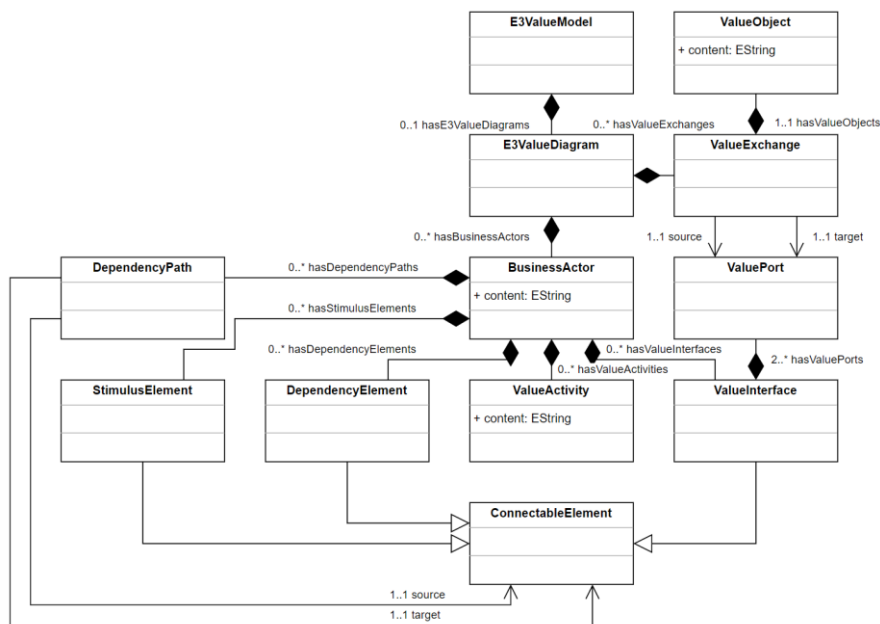 E3ValueModel
ValueObject
+ content: EString
0..1 hasE3ValueDiagrams
0..* hasValueExchanges
1..1 hasValueObjects
E3ValueDiagram
ValueExchange
0..* hasBusinessActors
1..1 source
1..1 target
DependencyPath
0..* hasDependencyPaths
BusinessActor
ValuePort
+ content: EString
0..* hasStimulusElements
0..* hasDependencyElements
0..* hasValueInterfaces
0..* hasValueActivities
2..* hasValuePorts
StimulusElement
DependencyElement
ValueActivity
ValueInterface
+ content: EString
ConnectableElement
1..1 source
1..1 target